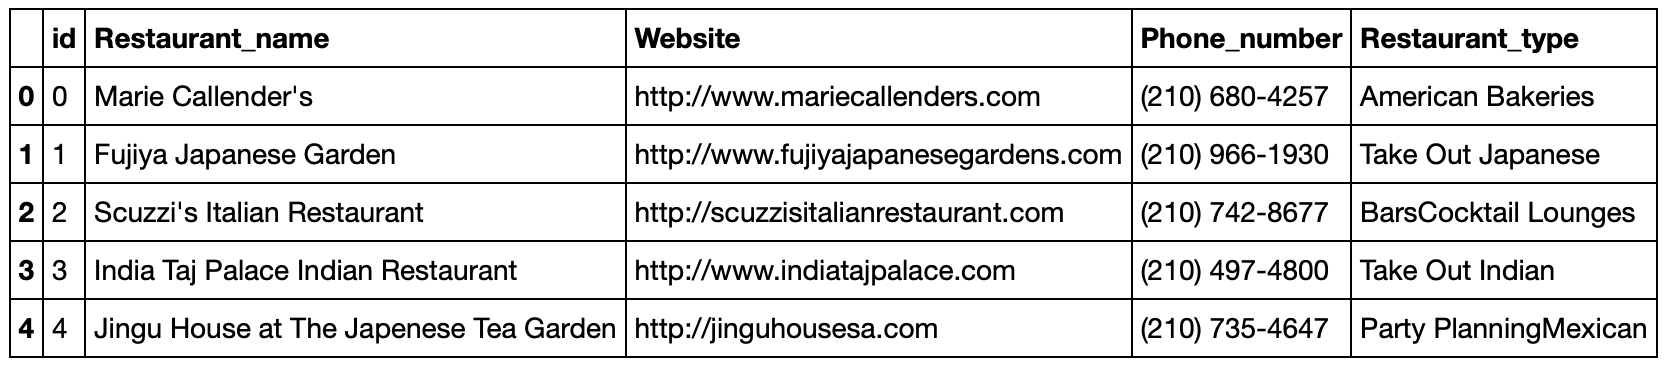 id Restaurant_name Website Phone_number Restaurant_type
0 0 Marie Callender's http://www.mariecallenders.com (210) 680-4257 American Bakeries
1 1 Fujiya Japanese Garden http://www.fujiyajapanesegardens.com (210) 966-1930 Take Out Japanese
2 2 Scuzzi's Italian Restaurant http://scuzzisitalianrestaurant.com (210) 742-8677 BarsCocktail Lounges
3 3 India Taj Palace Indian Restaurant http://www.indiatajpalace.com (210) 497-4800 Take Out Indian
4 4 Jingu House at The Japenese Tea Garden http://jinguhousesa.com (210) 735-4647 Party PlanningMexican